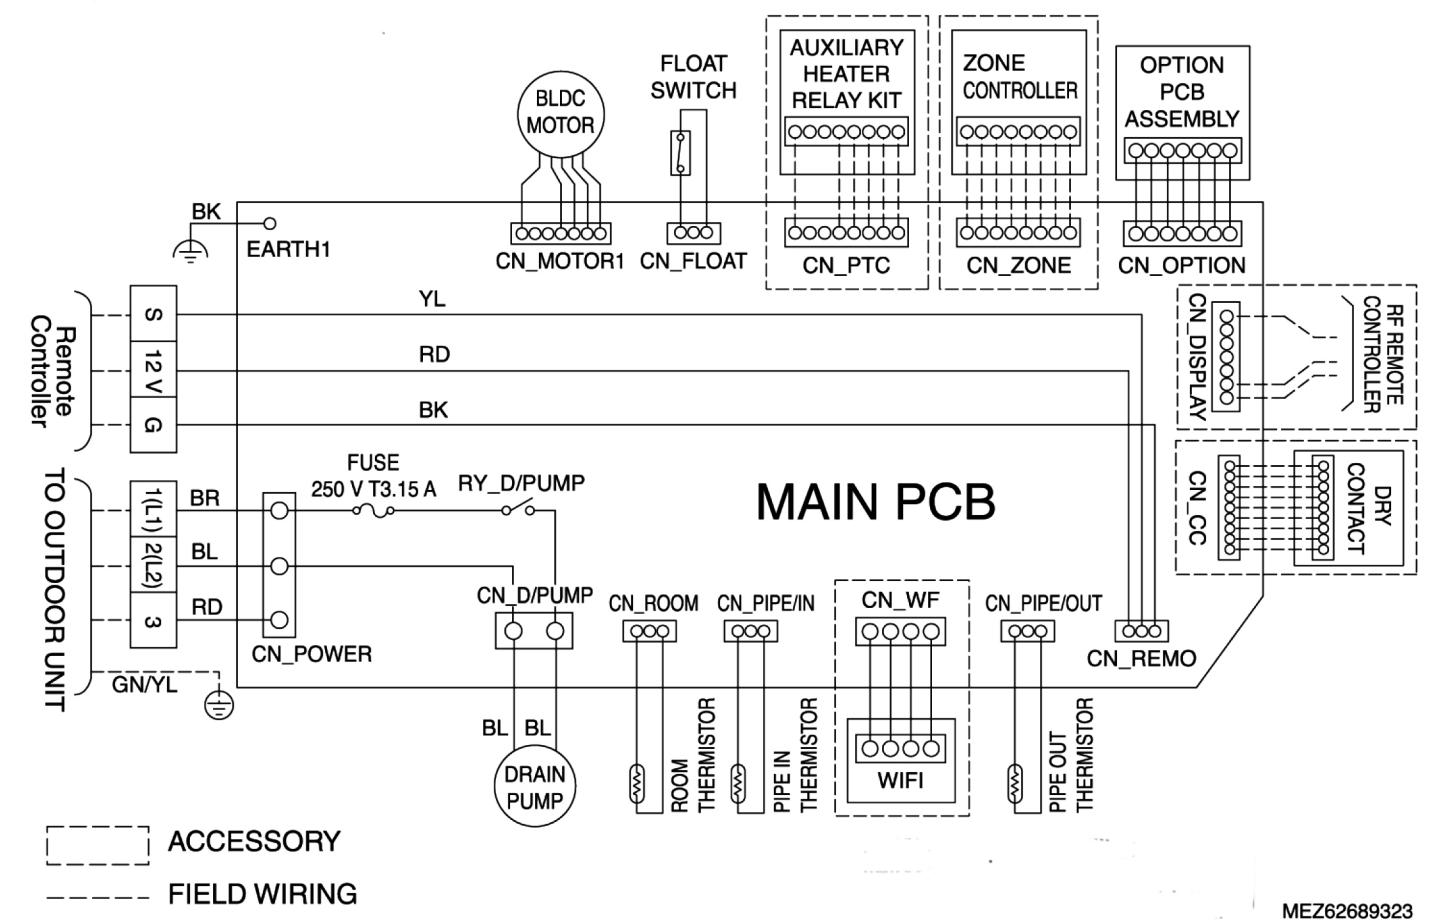 AUXILIARY
HEATER
RELAY KIT
ZONE
CONTROLLER
OPTION
PCB
ASSEMBLY
FLOAT
SWITCH
BLDC
MOTOR
BK
EARTH1
CN_MOTOR1
CN_FLOAT
CN_PTC
CN_ZONE
CN_OPTION
Remote
Controller
S
12 V
G
YL
RD
BK
CN_DISPLAY
RF REMOTE
CONTROLLER
TO OUTDOOR UNIT
1(L1)
2(L2)
3
BR
BL
RD
GN/YL
FUSE
250 V T3.15 A
RY_D/PUMP
MAIN PCB
CN_CC
DRY
CONTACT
CN_POWER
CN_D/PUMP
CN_ROOM
CN_PIPE/IN
CN_WF
CN_PIPE/OUT
CN_REMO
BL
BL
DRAIN
PUMP
ROOM
THERMISTOR
PIPE IN
THERMISTOR
WIFI
PIPE OUT
THERMISTOR
ACCESSORY
FIELD WIRING
MEZ62689323